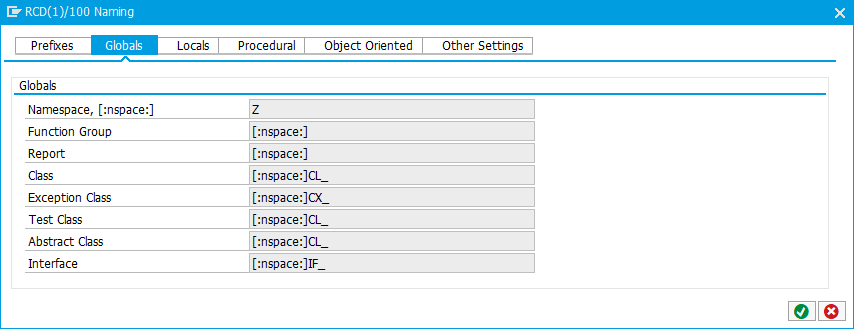 RCD(1)/100 Naming
Prefixes Globals Locals Procedural Object Oriented Other Settings
Globals
Namespace, [:nspace:] Z
Function Group [:nspace:]
Report [:nspace:]
Class [:nspace:]CL_
Exception Class [:nspace:]CX_
Test Class [:nspace:]CL_
Abstract Class [:nspace:]CL_
Interface [:nspace:]IF_